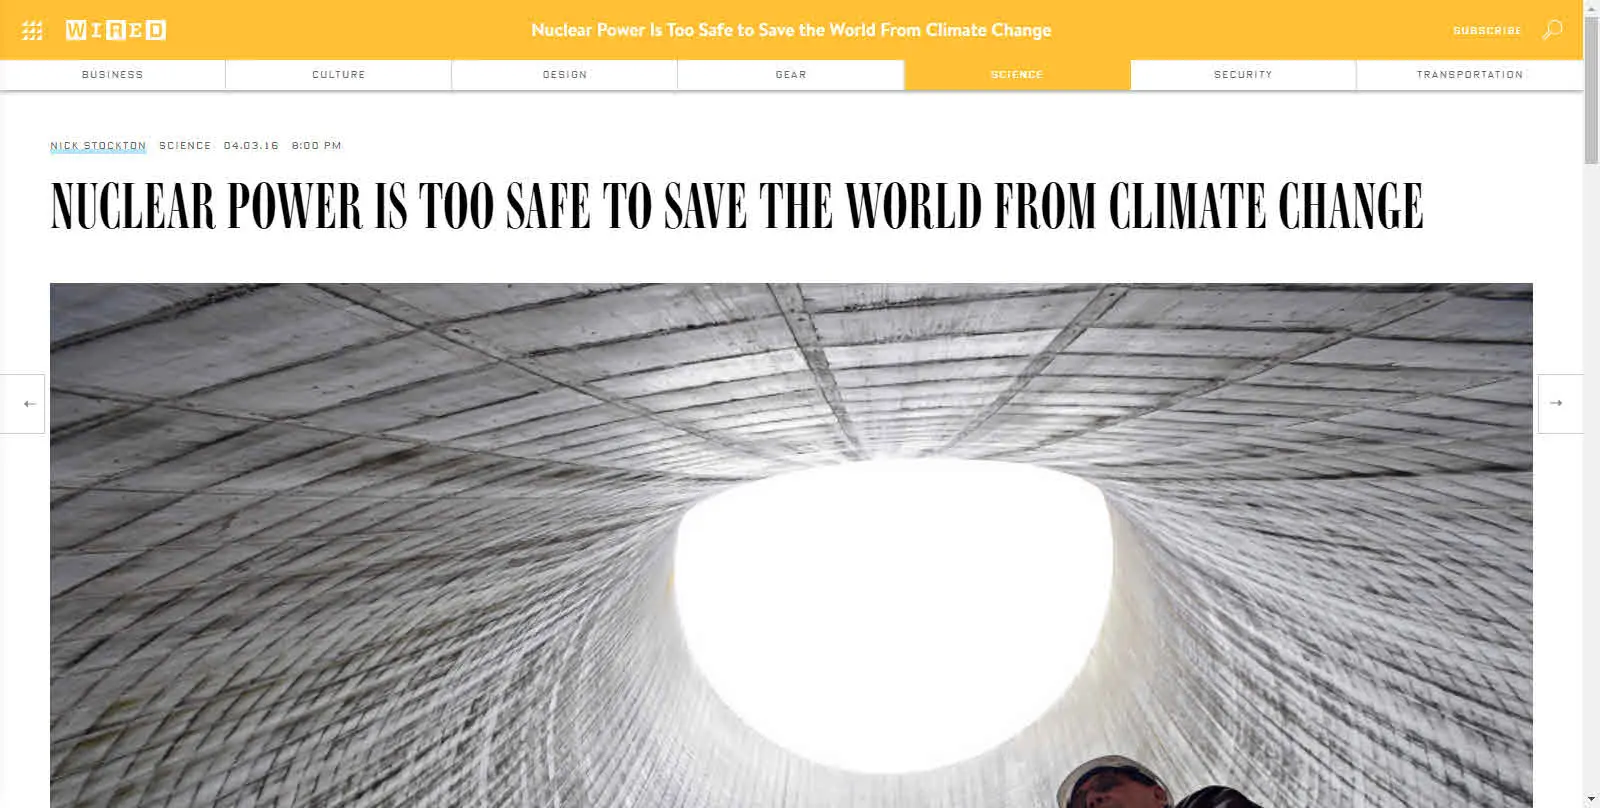 WIRED
Nuclear Power Is Too Safe to Save the World From Climate Change
SUBSCRIBE
BUSINESS
CULTURE
DESIGN
GEAR
SCIENCE
SECURITY
TRANSPORTATION
NICK STOCKTON SCIENCE 04.03.16 8:00 PM
NUCLEAR POWER IS TOO SAFE TO SAVE THE WORLD FROM CLIMATE CHANGE